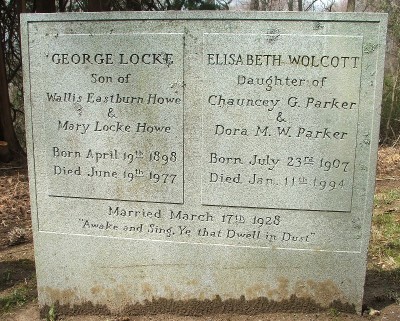 GEORGE LOCKE
Son of
Wallis Eastburn Howe
&
Mary Locke Howe
Born April 19th 1898
Died June 19th 1977
ELISABETH WOLCOTT
Daughter of
Chauncey G. Parker
&
Dora M.W. Parker
Born July 23rd 1907
Died Jan. 11th 1994
Married March 17th 1928
"Awake and Sing, Ye that Dwell in Dust"